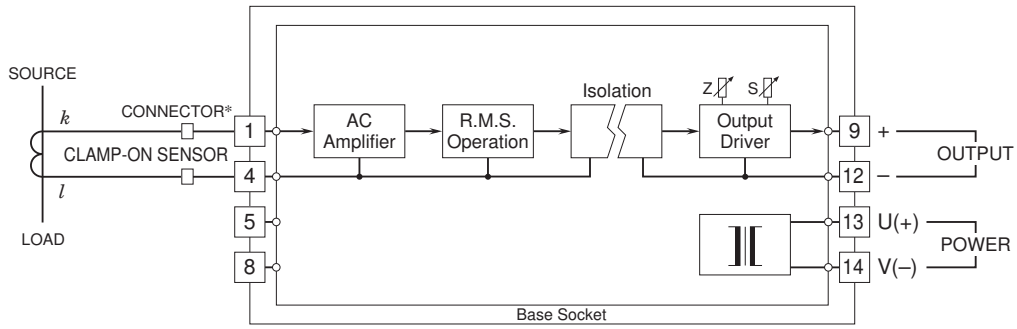 SOURCE
k
CONNECTOR*
CLAMP-ON SENSOR
l
LOAD
1
4
5
8
AC
Amplifier
R.M.S.
Operation
Isolation
Z
S
Output
Driver
9
+
12
–
OUTPUT
13
U(+)
14
V(–)
POWER
Base Socket